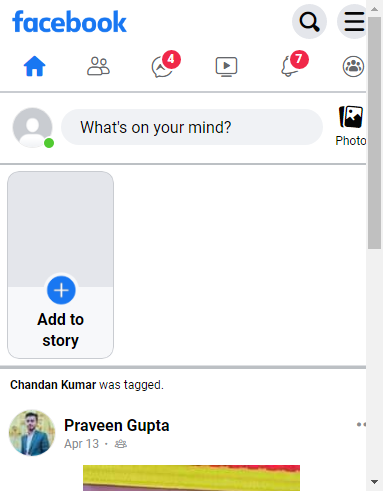 facebook
4
7
What's on your mind?
Photo
Add to
story
Chandan Kumar was tagged.
Praveen Gupta
Apr 13 ·